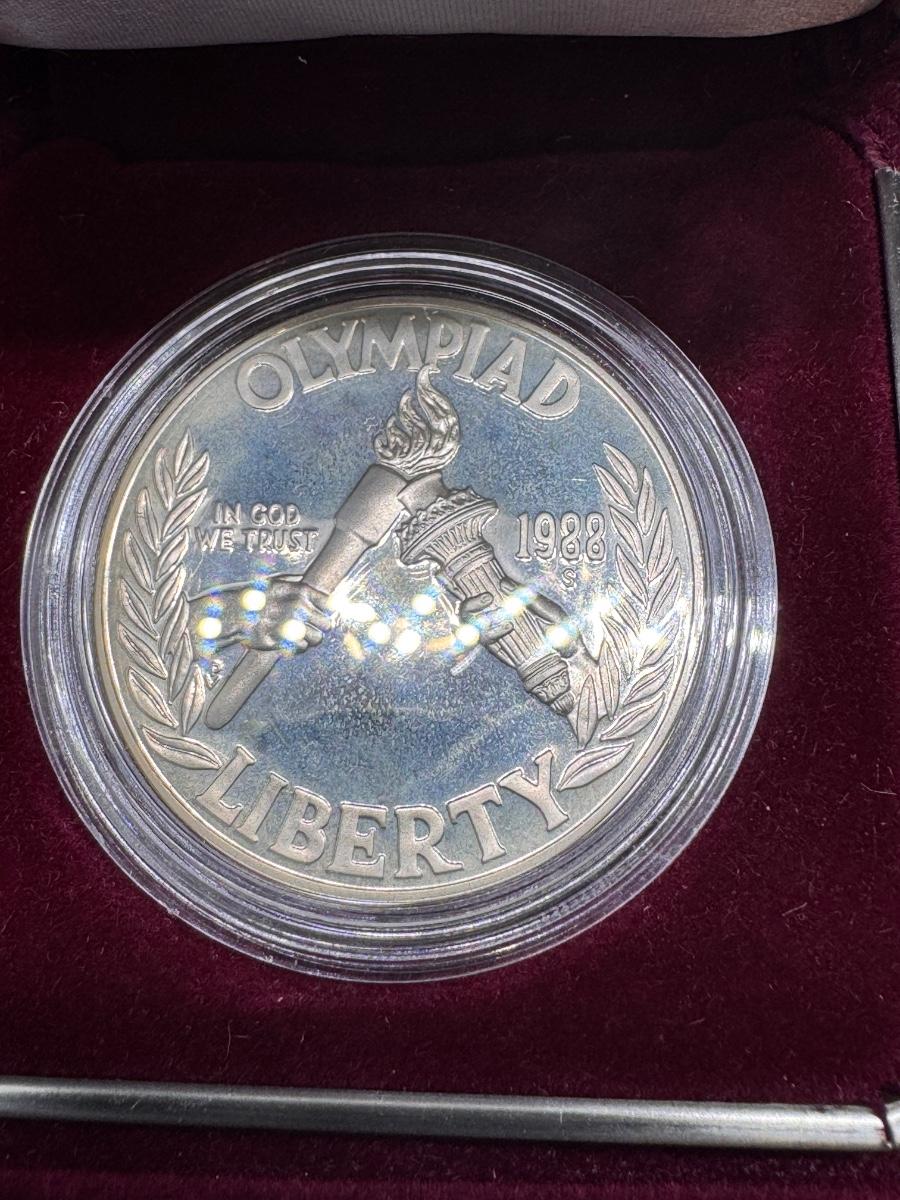 OLYMPIAD
IN GOD
WE TRUST
1988
S
LIBERTY